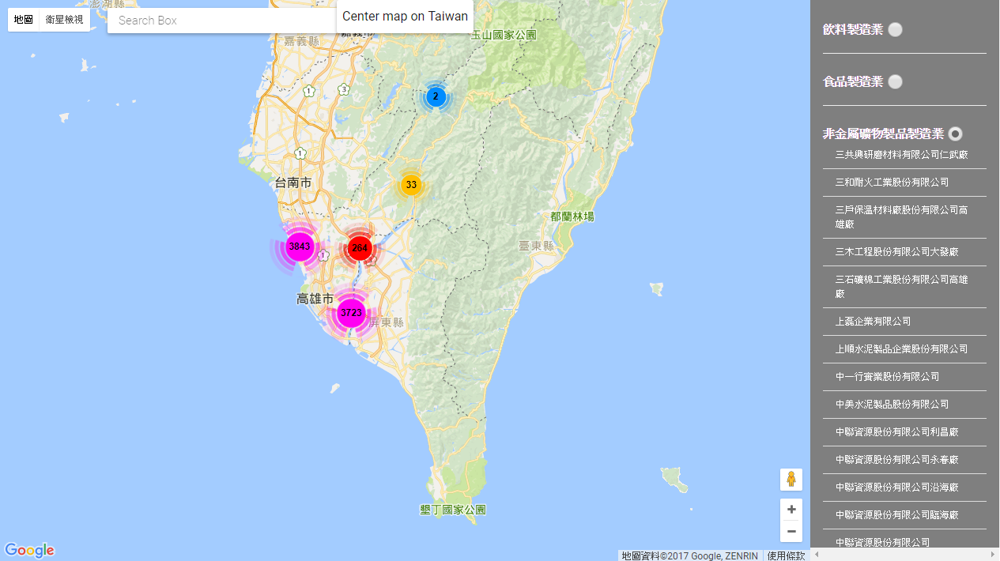 澎湖縣
地圖
衛星檢視
Search Box
Center map on Taiwan
嘉義縣
嘉義市
玉山國家公園
1
3
2
1
台南市
33
都蘭林場
臺東縣
3843
1
264
高雄市
3723
屏東縣
墾丁國家公園
Google
地圖資料©2017 Google, ZENRIN
使用條款
飲料製造業
食品製造業
非金屬礦物製品製造業
三共興研磨材料有限公司仁武廠
三和耐火工業股份有限公司
三戶保溫材料廠股份有限公司高
雄廠
三木工程股份有限公司大發廠
三石礦棉工業股份有限公司高雄
廠
上磊企業有限公司
上順水泥製品企業股份有限公司
中一行實業股份有限公司
中美水泥製品股份有限公司
中聯資源股份有限公司利昌廠
中聯資源股份有限公司永春廠
中聯資源股份有限公司沿海廠
中聯資源股份有限公司臨海廠
中聯資源股份有限公司